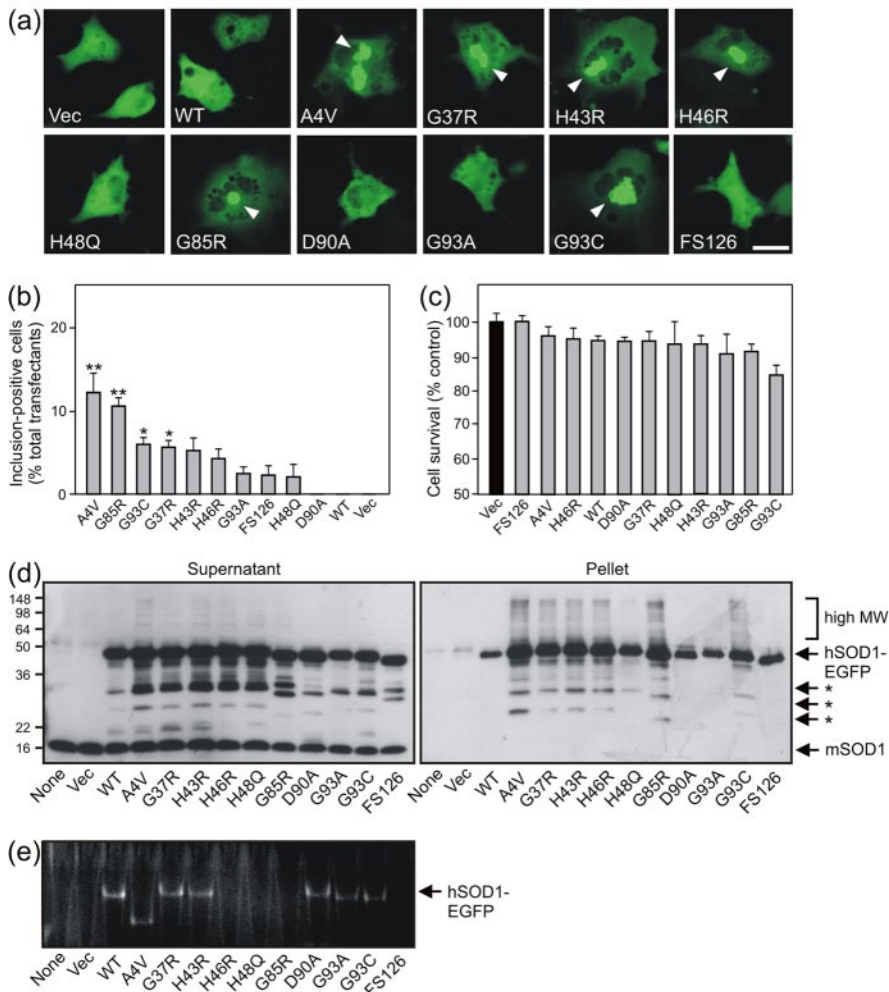 (a)
Vec WT A4V G37R H43R H46R
H48Q G85R D90A G93A G93C FS126
(b)
Inclusion-positive cells
(% total transfectants)
20
10
0
A4V G85R G93C G37R H43R H46R G93A FS126 H48Q D90A WT Vec
** ** * *
(c)
Cell survival (% control)
100
90
80
70
60
50
Vec FS126 A4V H46R WT D90A G37R H48Q H43R G93A G85R G93C
(d)
Supernatant Pellet
148
98
64
50
36
22
16
high MW
hSOD1-
EGFP
*
*
*
mSOD1
None Vec WT A4V G37R H43R H46R H48Q G85R D90A G93A G93C FS126
None Vec WT A4V G37R H43R H46R H48Q G85R D90A G93A G93C FS126
(e)
hSOD1-
EGFP
None Vec WT A4V G37R H43R H46R H48Q G85R D90A G93A G93C FS126